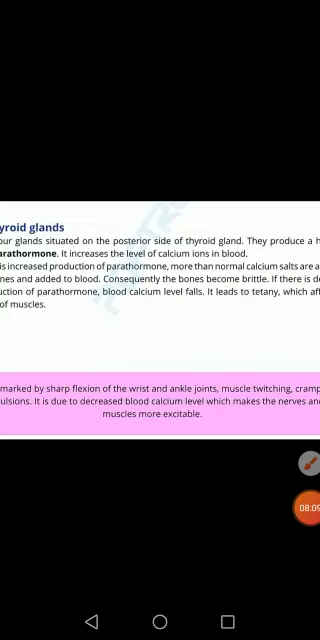 yroid glands
our glands situated on the posterior side of thyroid gland. They produce a h
arathormone. It increases the level of calcium ions in blood.
is increased production of parathormone, more than normal calcium salts are a
nes and added to blood. Consequently the bones become brittle. If there is de
uction of parathormone, blood calcium level falls. It leads to tetany, which aff
of muscles.
marked by sharp flexion of the wrist and ankle joints, muscle twitching, cramp
ulsions. It is due to decreased blood calcium level which makes the nerves and
muscles more excitable.
08:09